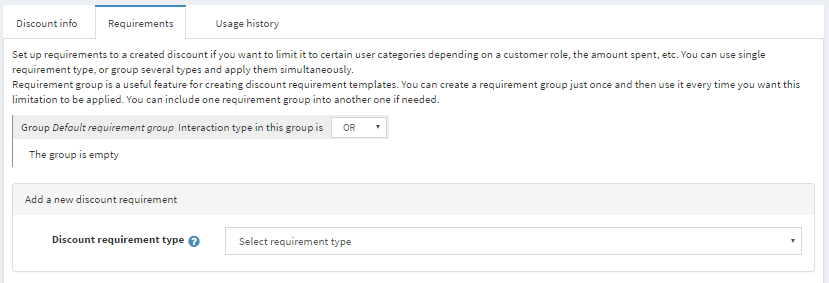 Discount info Requirements Usage history
Set up requirements to a created discount if you want to limit it to certain user categories depending on a customer role, the amount spent, etc. You can use single
requirement type, or group several types and apply them simultaneously.
Requirement group is a useful feature for creating discount requirement templates. You can create a requirement group just once and then use it every time you want this
limitation to be applied. You can include one requirement group into another one if needed.
Group Default requirement group Interaction type in this group is OR
The group is empty
Add a new discount requirement
Discount requirement type ? Select requirement type